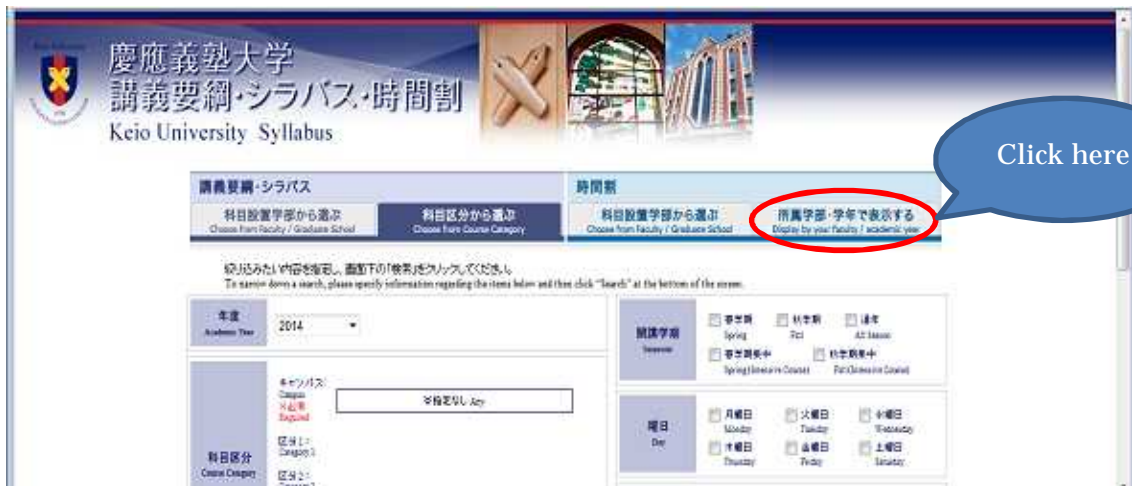 慶應義塾大学
講義要綱・シラバス・時間割
Keio University Syllabus
Click here
講義要綱・シラバス
時間割
科目設置学部から選ぶ
Choose from Faculty / Graduate School
科目区分から選ぶ
Choose from Course Category
科目設置学部から選ぶ
Choose from Faculty / Graduate School
所属学部・学年で表示する
Display by your faculty / academic year
絞り込みたい内容を指定し、画面下の「検索」をクリックしてください。
To narrow down a search, please specify information regarding the items below and then click "Search" at the bottom of the screen.
年度
Academic Year
2014
開講学期
Semester
春学期
秋学期
通年
Spring
Fall
All Season
春学期集中
秋学期集中
Spring(Intensive Course)
Fall(Intensive Course)
科目区分
Course Category
キャンパス:
Campus
※必須
Required
※指定なし Any
区分1:
Category 1
区分2:
曜日
Day
月曜日
火曜日
水曜日
Monday
Tuesday
Wednesday
木曜日
金曜日
土曜日
Thursday
Friday
Saturday